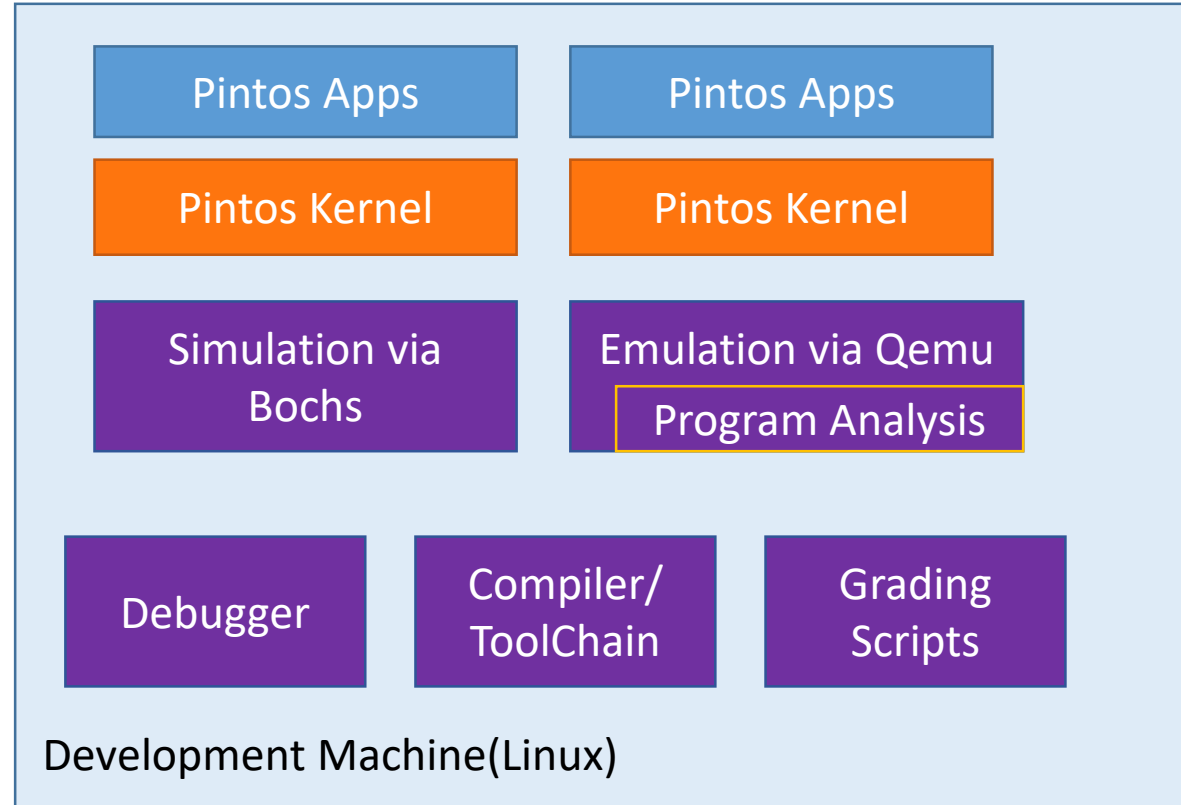 Pintos Apps
Pintos Apps
Pintos Kernel
Pintos Kernel
Simulation via
Bochs
Emulation via Qemu
Program Analysis
Debugger
Compiler/
ToolChain
Grading
Scripts
Development Machine(Linux)